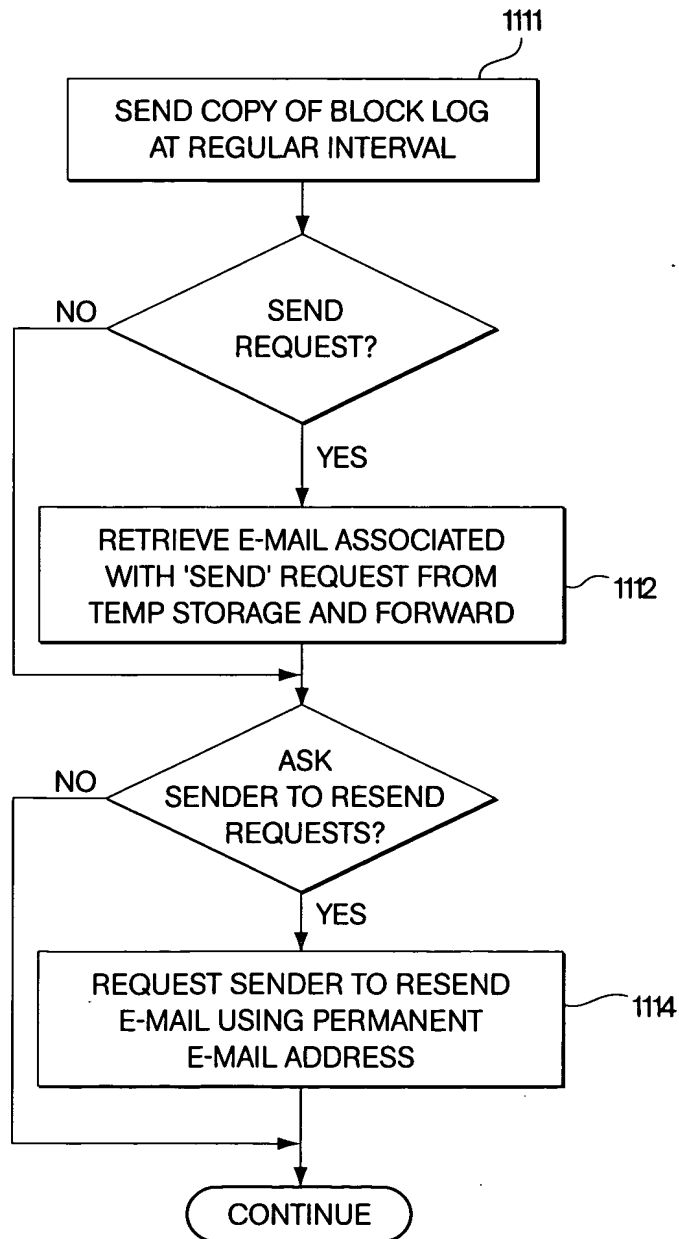 1111
SEND COPY OF BLOCK LOG
AT REGULAR INTERVAL
NO
SEND
REQUEST?
YES
RETRIEVE E-MAIL ASSOCIATED
WITH 'SEND' REQUEST FROM
TEMP STORAGE AND FORWARD
1112
NO
ASK
SENDER TO RESEND
REQUESTS?
YES
REQUEST SENDER TO RESEND
E-MAIL USING PERMANENT
E-MAIL ADDRESS
1114
CONTINUE